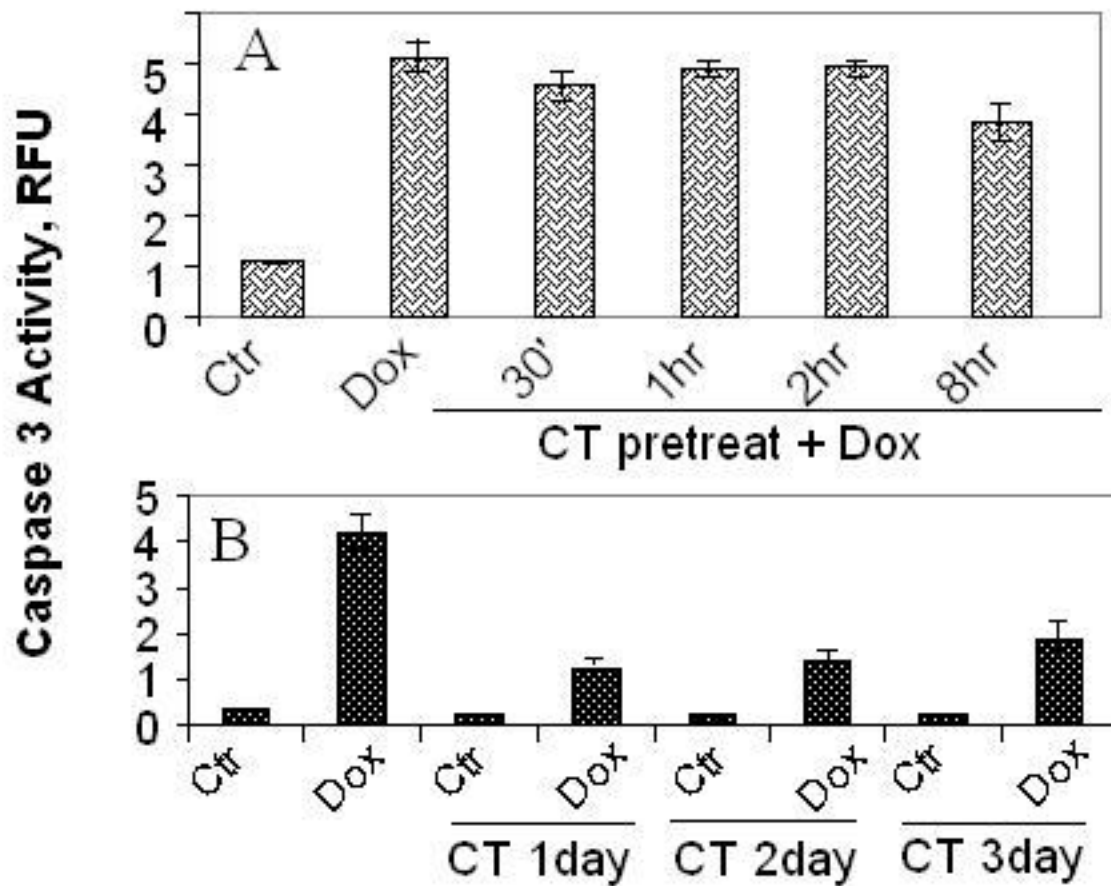 Caspase 3 Activity, RFU
A
5
4
3
2
1
0
Ctr Dox 30' 1hr 2hr 8hr
CT pretreat + Dox
B
5
4
3
2
1
0
Ctr Dox Ctr Dox Ctr Dox Ctr Dox
CT 1day CT 2day CT 3day